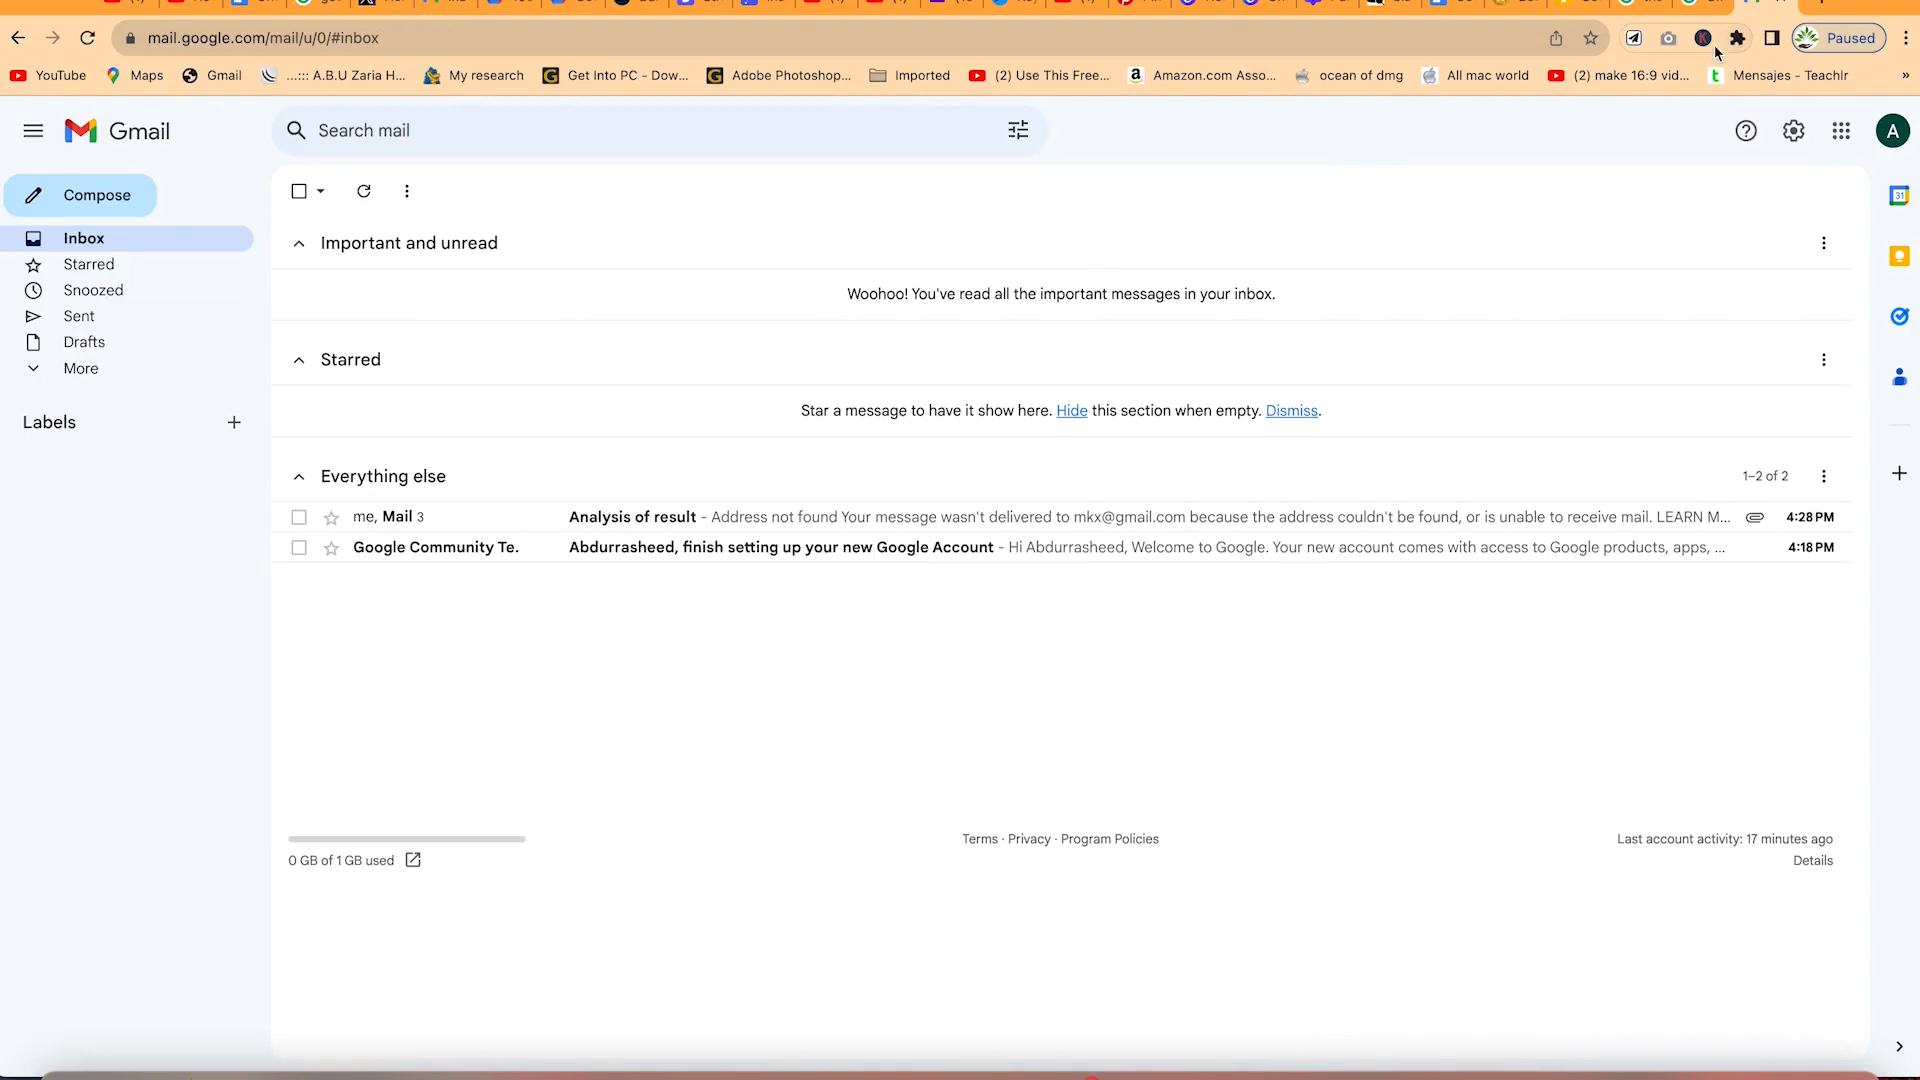 mail.google.com/mail/u/0/#inbox
Paused
YouTube
Maps
Gmail
...::: A.B.U Zaria H...
My research
Get Into PC - Dow...
Adobe Photoshop...
Imported
(2) Use This Free...
Amazon.com Asso...
ocean of dmg
All mac world
(2) make 16:9 vid...
Mensajes - Teachlr
»
Gmail
Search mail
A
Compose
Inbox
Starred
Snoozed
Sent
Drafts
More
Labels
Important and unread
Woohoo! You've read all the important messages in your inbox.
Starred
Star a message to have it show here. Hide this section when empty. Dismiss.
Everything else
1–2 of 2
me, Mail 3 Analysis of result - Address not found Your message wasn't delivered to mkx@gmail.com because the address couldn't be found, or is unable to receive mail. LEARN M... 4:28 PM
Google Community Te. Abdurrasheed, finish setting up your new Google Account - Hi Abdurrasheed, Welcome to Google. Your new account comes with access to Google products, apps, ... 4:18 PM
0 GB of 1 GB used
Terms · Privacy · Program Policies
Last account activity: 17 minutes ago
Details
31